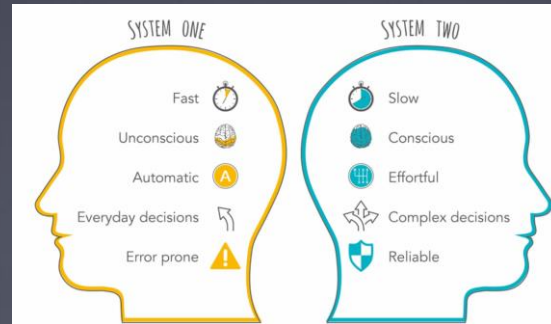 SYSTEM ONE
Fast
Unconscious
Automatic
A
Everyday decisions
Error prone
SYSTEM TWO
Slow
Conscious
Effortful
Complex decisions
Reliable